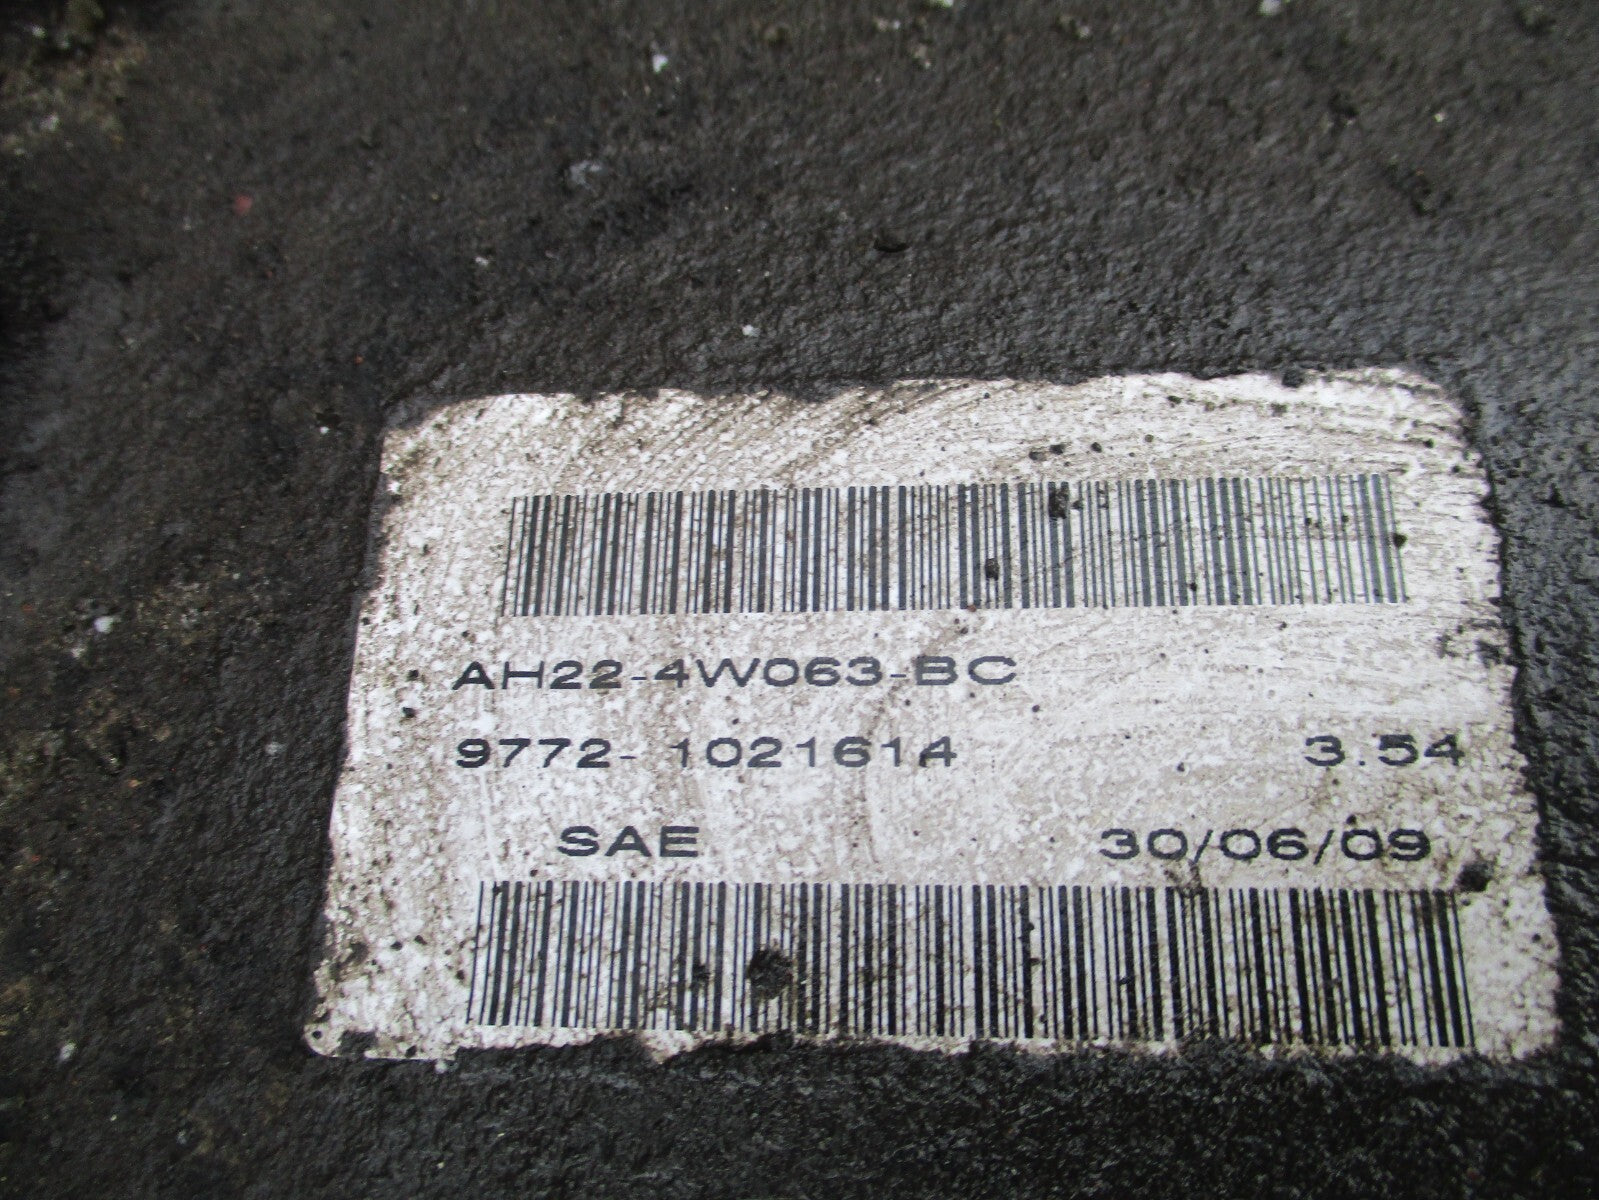 AH22-4W063-BC
9772- 1021614 3.54
SAE 30/06/09